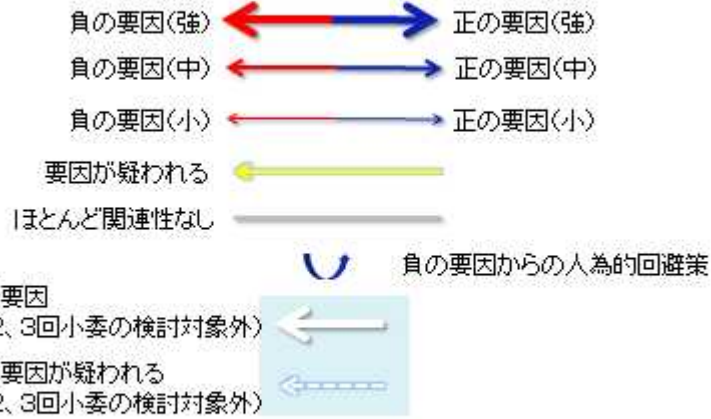 負の要因(強) 正の要因(強)
負の要因(中) 正の要因(中)
負の要因(小) 正の要因(小)
要因が疑われる
ほとんど関連性なし
負の要因からの人為的回避策
要因
2、3回小委の検討対象外)
要因が疑われる
2、3回小委の検討対象外)